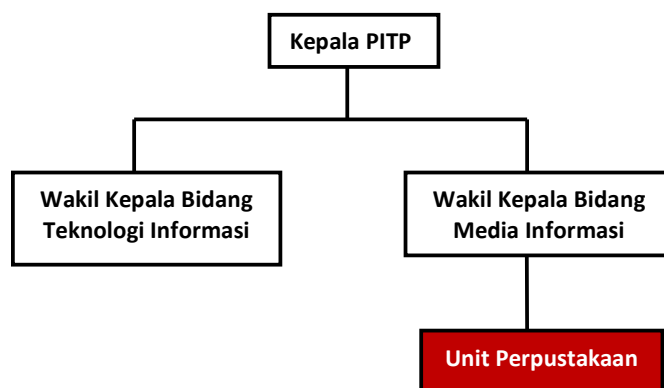 Kepala PITP
Wakil Kepala Bidang
Teknologi Informasi
Wakil Kepala Bidang
Media Informasi
Unit Perpustakaan